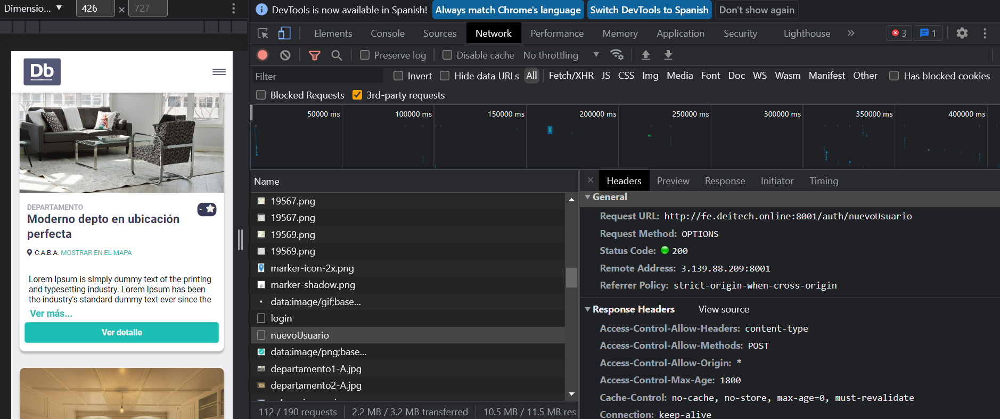 Dimensio... ▼ 426 × 727
DevTools is now available in Spanish! Always match Chrome's language Switch DevTools to Spanish Don't show again
Elements Console Sources Network Performance Memory Application Security Lighthouse » 3 1
Preserve log Disable cache No throttling ▼
Filter Invert Hide data URLs All Fetch/XHR JS CSS Img Media Font Doc WS Wasm Manifest Other Has blocked cookies
Blocked Requests 3rd-party requests
50000 ms 100000 ms 150000 ms 200000 ms 250000 ms 300000 ms 350000 ms 400000 ms
Db
DEPARTAMENTO
Moderno depto en ubicación
perfecta
-
C.A.B.A. MOSTRAR EN EL MAPA
Lorem Ipsum is simply dummy text of the printing
and typesetting industry. Lorem Ipsum has been
the industry's standard dummy text ever since the
Ver más...
Ver detalle
Name
19567.png
19567.png
19569.png
19569.png
marker-icon-2x.png
marker-shadow.png
data:image/gif;base...
login
nuevoUsuario
data:image/png;base...
departamento1-A.jpg
departamento2-A.jpg
112 / 190 requests 2.2 MB / 3.2 MB transferred 10.5 MB / 11.5 MB res
× Headers Preview Response Initiator Timing
General
Request URL: http://fe.deitech.online:8001/auth/nuevoUsuario
Request Method: OPTIONS
Status Code: 200
Remote Address: 3.139.88.209:8001
Referrer Policy: strict-origin-when-cross-origin
Response Headers View source
Access-Control-Allow-Headers: content-type
Access-Control-Allow-Methods: POST
Access-Control-Allow-Origin: *
Access-Control-Max-Age: 1800
Cache-Control: no-cache, no-store, max-age=0, must-revalidate
Connection: keep-alive